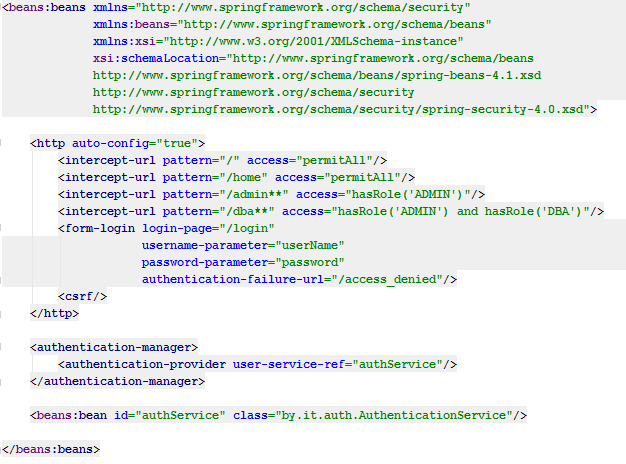 <beans:beans xmlns="http://www.springframework.org/schema/security"
xmlns:beans="http://www.springframework.org/schema/beans"
xmlns:xsi="http://www.w3.org/2001/XMLSchema-instance"
xsi:schemaLocation="http://www.springframework.org/schema/beans
http://www.springframework.org/schema/beans/spring-beans-4.1.xsd
http://www.springframework.org/schema/security
http://www.springframework.org/schema/security/spring-security-4.0.xsd">
<http auto-config="true">
<intercept-url pattern="/" access="permitAll"/>
<intercept-url pattern="/home" access="permitAll"/>
<intercept-url pattern="/admin**" access="hasRole('ADMIN')"/>
<intercept-url pattern="/dba**" access="hasRole('ADMIN') and hasRole('DBA')"/>
<form-login login-page="/login"
username-parameter="userName"
password-parameter="password"
authentication-failure-url="/access_denied"/>
<csrf/>
</http>
<authentication-manager>
<authentication-provider user-service-ref="authService"/>
</authentication-manager>
<beans:bean id="authService" class="by.it.auth.AuthenticationService"/>
</beans:beans>